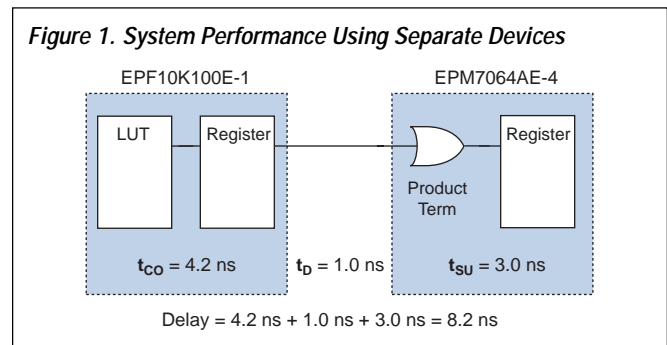 Figure 1. System Performance Using Separate Devices
EPF10K100E-1
EPM7064AE-4
LUT
Register
Product
Term
Register
tCO = 4.2 ns
tD = 1.0 ns
tSU = 3.0 ns
Delay = 4.2 ns + 1.0 ns + 3.0 ns = 8.2 ns